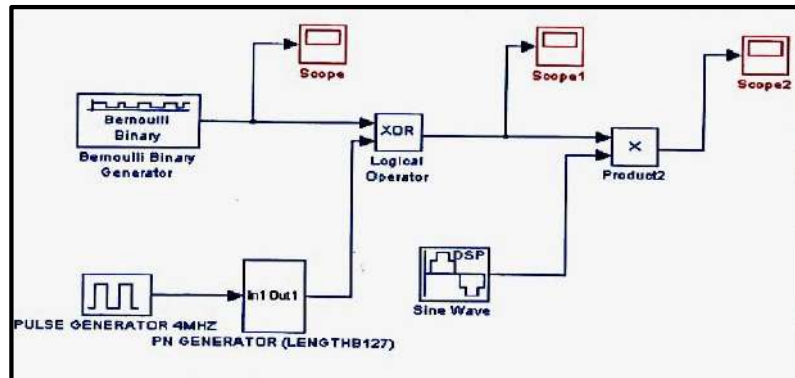 Scope
Scope1
Scope2
Bernoulli
Binary
Bernoulli Binary
Generator
XOR
Logical
Operator
X
Product2
In1 Out1
DSP
Sine Wave
PULSE GENERATOR 4MHZ
PN GENERATOR (LENGTHB127)